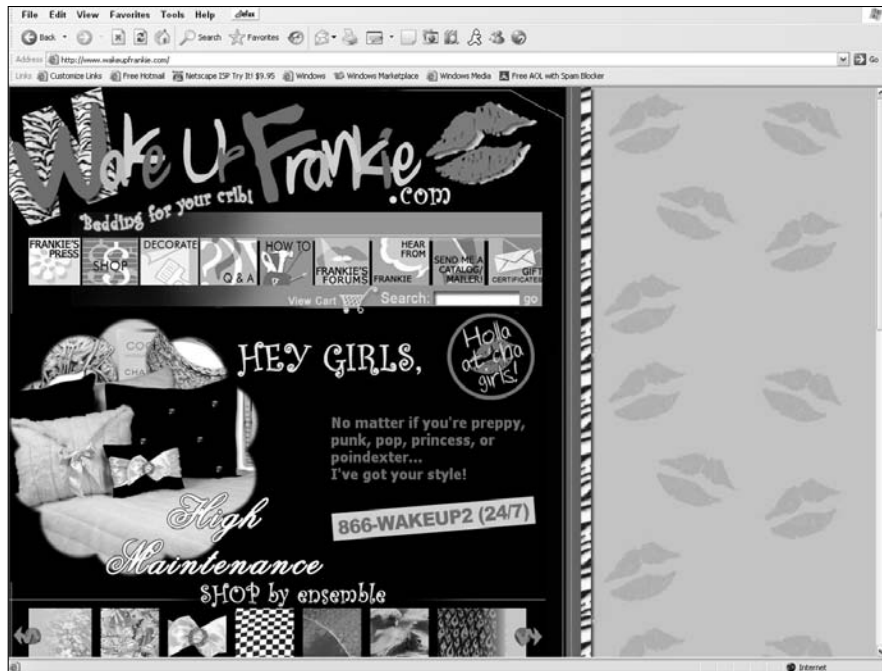 File Edit View Favorites Tools Help
Back Search Favorites
Address http://www.wakeupfrankie.com/ Go
Links Customize Links Free Hotmail Netscape ISP Try It! $9.95 Windows Windows Marketplace Windows Media Free AOL with Spam Blocker
Wake Up Frankie
.com
Bedding for your crib!
FRANKIE'S PRESS
SHOP
DECORATE
Q & A
HOW TO
FRANKIE'S FORUMS
HEAR FROM FRANKIE
SEND ME A CATALOG/ MAILER!
GIFT CERTIFICATES
View Cart Search: go
HEY GIRLS,
Holla
at cha
girls!
No matter if you're preppy,
punk, pop, princess, or
poindexter...
I've got your style!
866-WAKEUP2 (24/7)
High
Maintenance
SHOP by ensemble
Internet